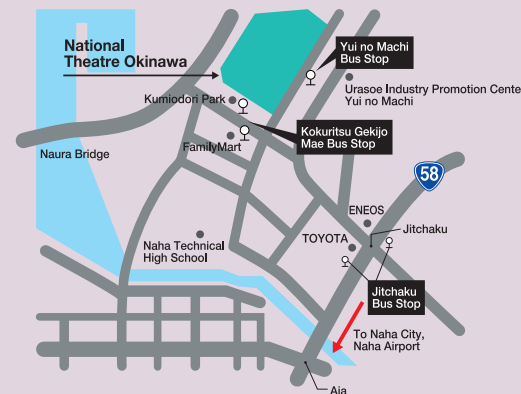 National
Theatre Okinawa
Yui no Machi
Bus Stop
Urasoe Industry Promotion Cente
Yui no Machi
Kumiodori Park
Kokuritsu Gekijo
Mae Bus Stop
FamilyMart
Naura Bridge
58
ENEOS
Jitchaku
TOYOTA
Naha Technical
High School
Jitchaku
Bus Stop
To Naha City,
Naha Airport
Aja